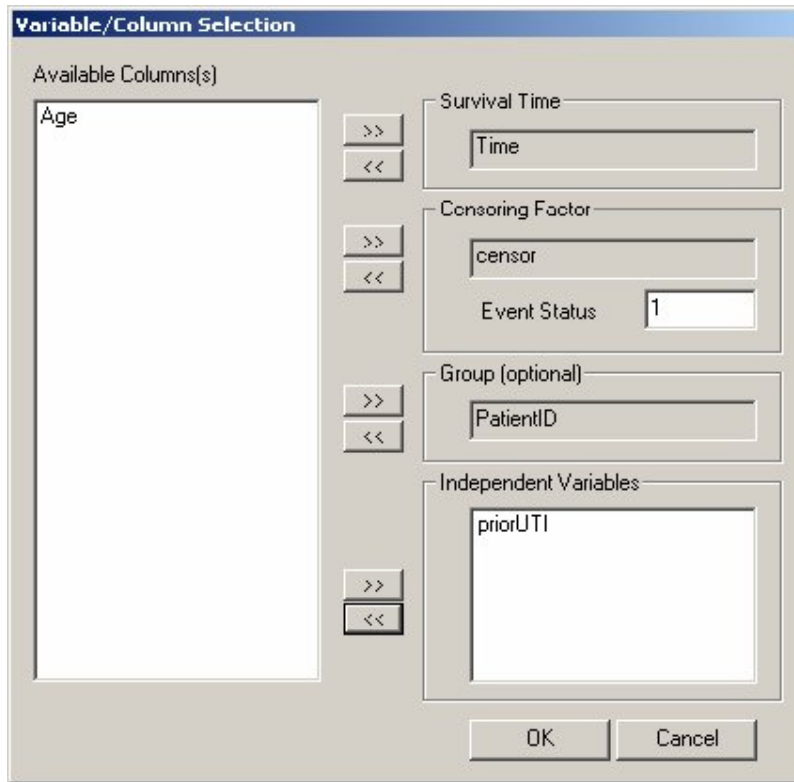 Variable/Column Selection
Available Columns(s)
Age
>>
<<
Survival Time
Time
>>
<<
Censoring Factor
censor
Event Status 1
>>
<<
Group (optional)
PatientID
>>
<<
Independent Variables
priorUTI
OK
Cancel